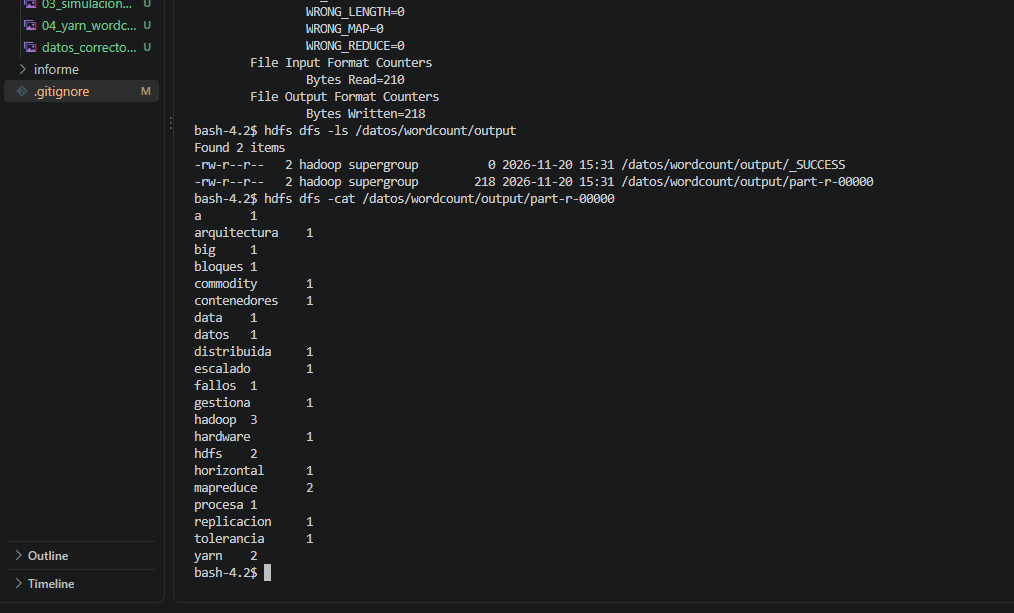 03_simulacion... U
04_yarn_wordc... U
datos_correcto... U
informe
.gitignore M
Outline
Timeline
WRONG_LENGTH=0
WRONG_MAP=0
WRONG_REDUCE=0
File Input Format Counters
Bytes Read=210
File Output Format Counters
Bytes Written=218
bash-4.2$ hdfs dfs -ls /datos/wordcount/output
Found 2 items
-rw-r--r--   2 hadoop supergroup          0 2026-11-20 15:31 /datos/wordcount/output/_SUCCESS
-rw-r--r--   2 hadoop supergroup        218 2026-11-20 15:31 /datos/wordcount/output/part-r-00000
bash-4.2$ hdfs dfs -cat /datos/wordcount/output/part-r-00000
a       1
arquitectura    1
big     1
bloques 1
commodity       1
contenedores    1
data    1
datos   1
distribuida     1
escalado        1
fallos  1
gestiona        1
hadoop  3
hardware        1
hdfs    2
horizontal      1
mapreduce       2
procesa 1
replicacion     1
tolerancia      1
yarn    2
bash-4.2$